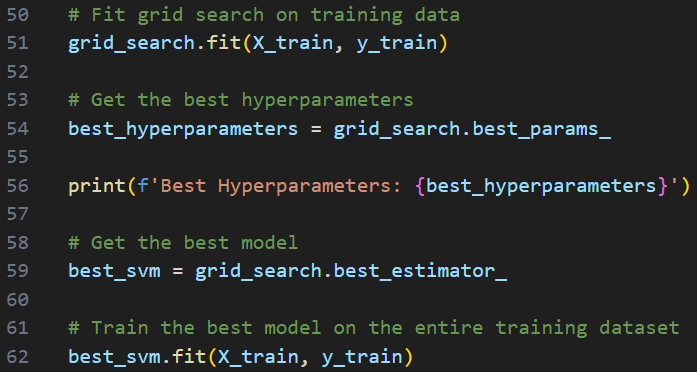 50 # Fit grid search on training data
51 grid_search.fit(X_train, y_train)
52
53 # Get the best hyperparameters
54 best_hyperparameters = grid_search.best_params_
55
56 print(f'Best Hyperparameters: {best_hyperparameters}')
57
58 # Get the best model
59 best_svm = grid_search.best_estimator_
60
61 # Train the best model on the entire training dataset
62 best_svm.fit(X_train, y_train)